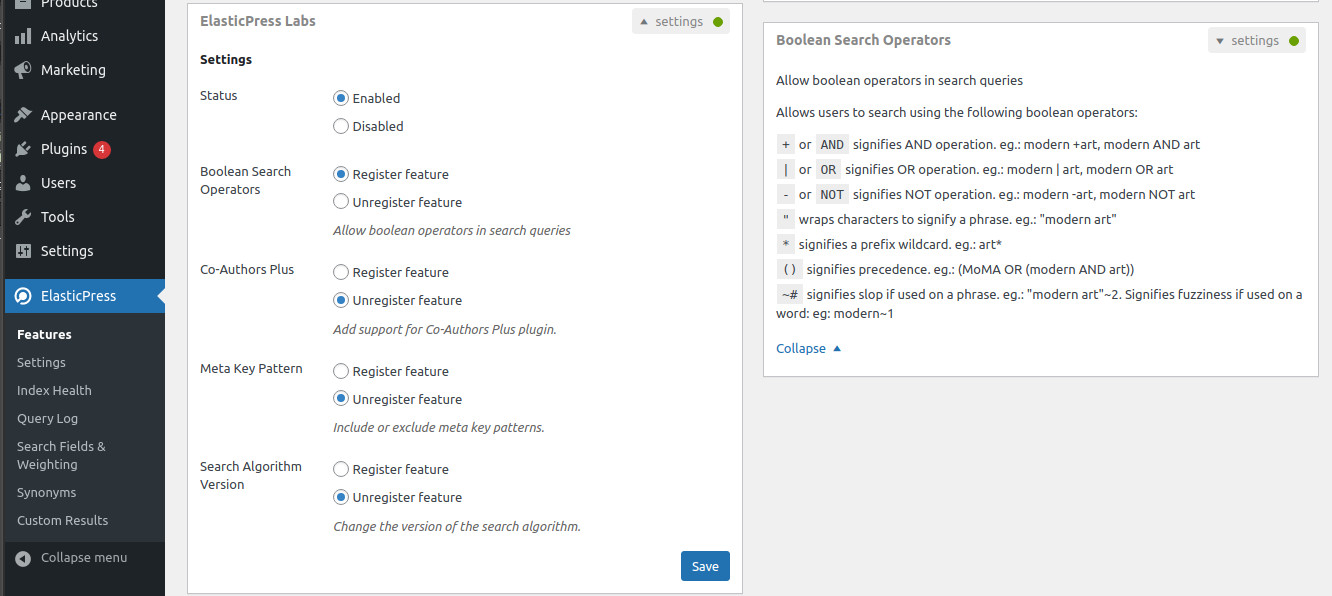 Products
Analytics
Marketing
Appearance
Plugins 4
Users
Tools
Settings
ElasticPress
Features
Settings
Index Health
Query Log
Search Fields &
Weighting
Synonyms
Custom Results
Collapse menu
ElasticPress Labs
settings
Settings
Status
Enabled
Disabled
Boolean Search
Operators
Register feature
Unregister feature
Allow boolean operators in search queries
Co-Authors Plus
Register feature
Unregister feature
Add support for Co-Authors Plus plugin.
Meta Key Pattern
Register feature
Unregister feature
Include or exclude meta key patterns.
Search Algorithm
Version
Register feature
Unregister feature
Change the version of the search algorithm.
Save
Boolean Search Operators
settings
Allow boolean operators in search queries
Allows users to search using the following boolean operators:
+ or AND signifies AND operation. eg.: modern +art, modern AND art
| or OR signifies OR operation. eg.: modern | art, modern OR art
- or NOT signifies NOT operation. eg.: modern -art, modern NOT art
" wraps characters to signify a phrase. eg.: "modern art"
* signifies a prefix wildcard. eg.: art*
() signifies precedence. eg.: (MoMA OR (modern AND art))
~# signifies slop if used on a phrase. eg.: "modern art"~2. Signifies fuzziness if used on a
word: eg: modern~1
Collapse